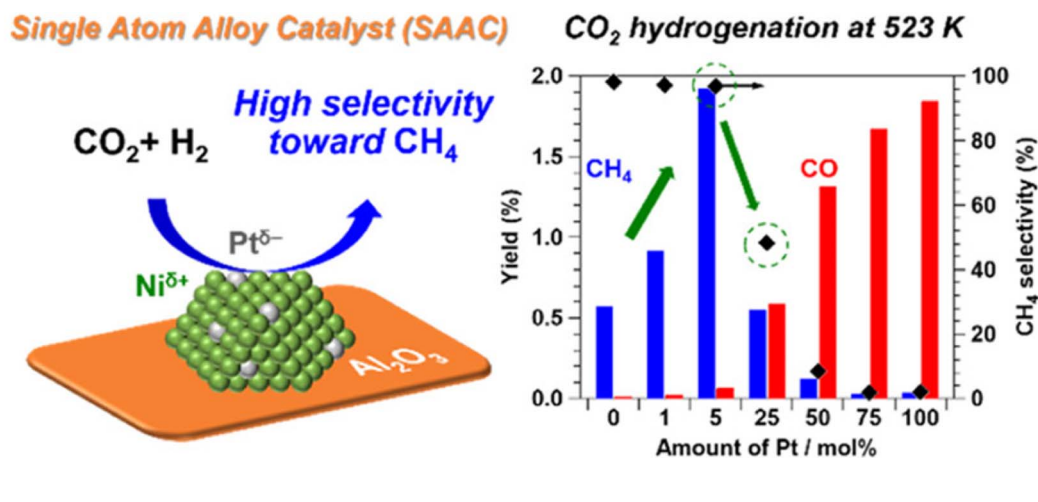 Single Atom Alloy Catalyst (SAAC)
CO₂+ H₂
High selectivity
toward CH₄
Ptδ−
Niδ+
Al₂O₃
CO₂ hydrogenation at 523 K
2.0
1.5
1.0
0.5
0.0
Yield (%)
CH₄
CO
100
80
60
40
20
0
CH₄ selectivity (%)
0 1 5 25 50 75 100
Amount of Pt / mol%